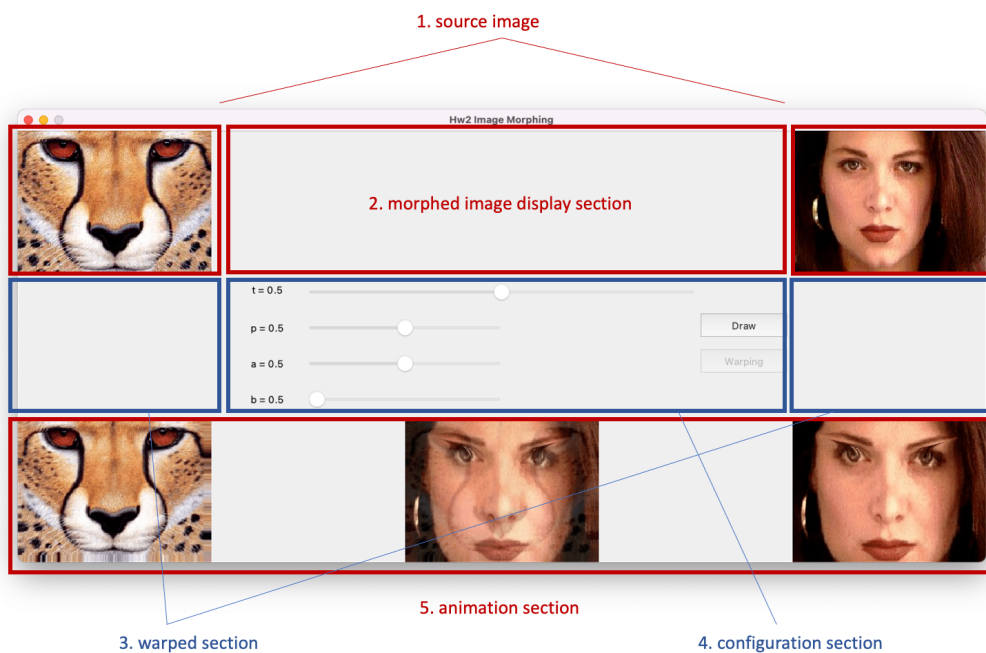 1. source image
Hw2 Image Morphing
2. morphed image display section
t = 0.5
p = 0.5
Draw
a = 0.5
Warping
b = 0.5
5. animation section
3. warped section
4. configuration section